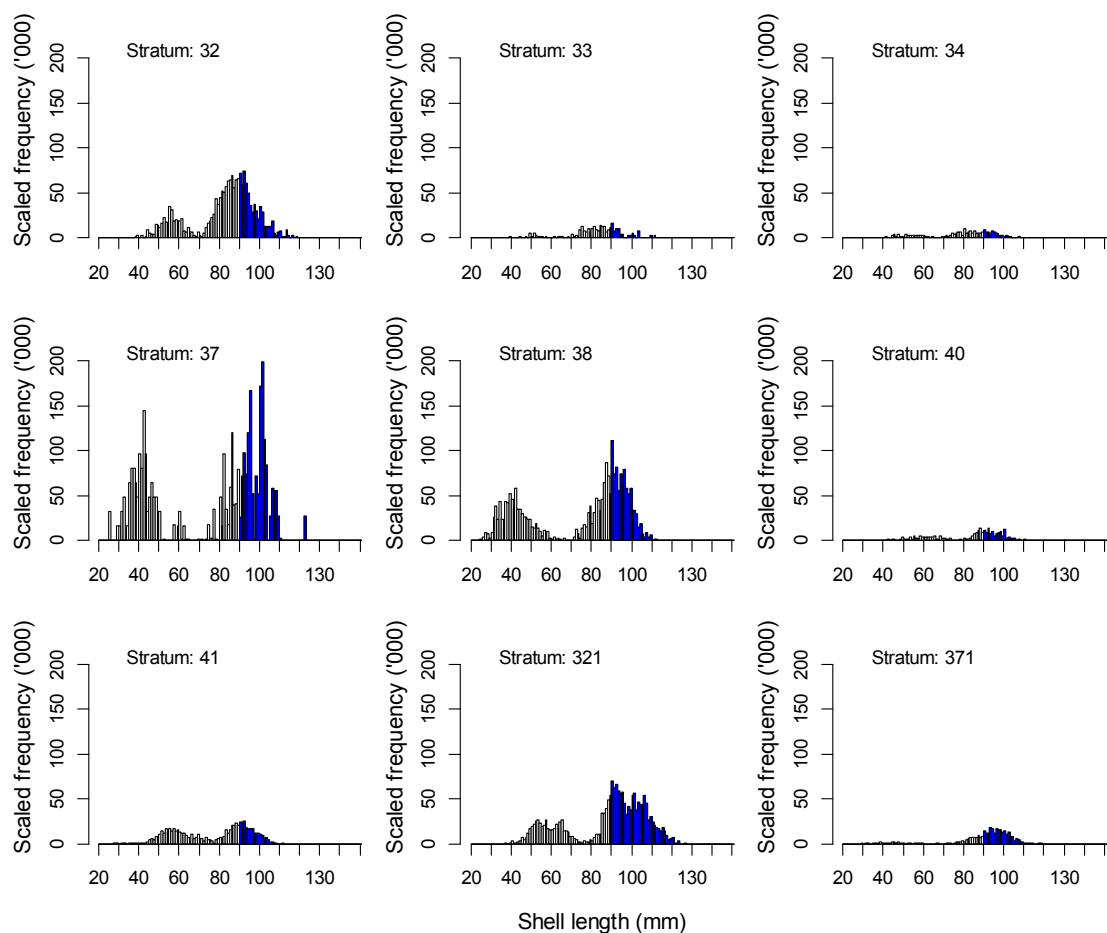 Stratum: 32
Scaled frequency ('000)
0 50 100 150 200
20 40 60 80 100 130
Stratum: 33
Scaled frequency ('000)
0 50 100 150 200
20 40 60 80 100 130
Stratum: 34
Scaled frequency ('000)
0 50 100 150 200
20 40 60 80 100 130
Stratum: 37
Scaled frequency ('000)
0 50 100 150 200
20 40 60 80 100 130
Stratum: 38
Scaled frequency ('000)
0 50 100 150 200
20 40 60 80 100 130
Stratum: 40
Scaled frequency ('000)
0 50 100 150 200
20 40 60 80 100 130
Stratum: 41
Scaled frequency ('000)
0 50 100 150 200
20 40 60 80 100 130
Stratum: 321
Scaled frequency ('000)
0 50 100 150 200
20 40 60 80 100 130
Stratum: 371
Scaled frequency ('000)
0 50 100 150 200
20 40 60 80 100 130
Shell length (mm)